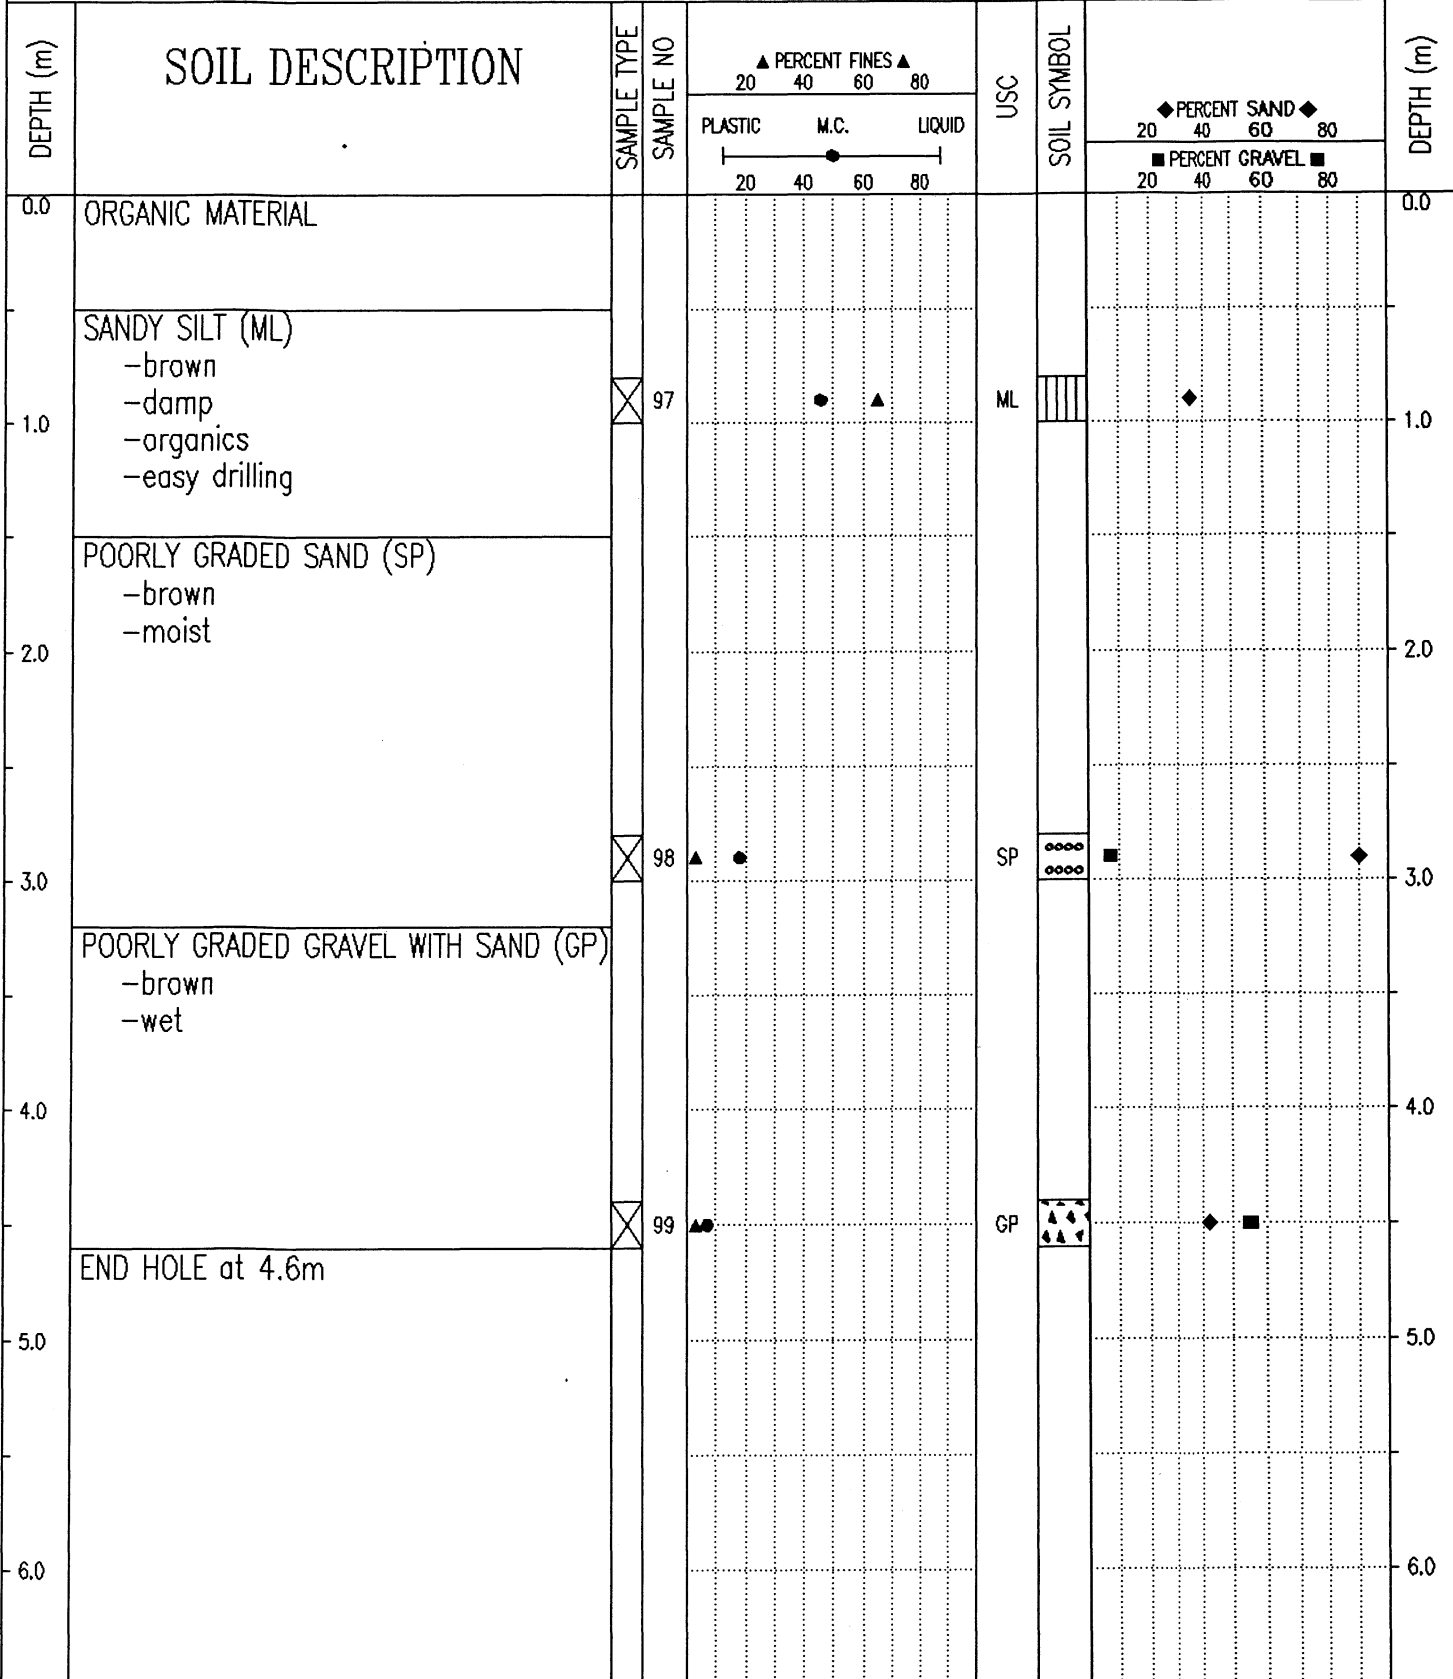 DEPTH (m)
SOIL DESCRIPTION
SAMPLE TYPE
SAMPLE NO
▲ PERCENT FINES ▲
20 40 60 80
PLASTIC M.C. LIQUID
20 40 60 80
USC
SOIL SYMBOL
◆ PERCENT SAND ◆
20 40 60 80
■ PERCENT GRAVEL ■
20 40 60 80
DEPTH (m)
0.0 ORGANIC MATERIAL 0.0
SANDY SILT (ML)
-brown
-damp 97 ML
1.0 1.0
-organics
-easy drilling
POORLY GRADED SAND (SP)
-brown
-moist
2.0 2.0
98 SP
3.0 3.0
POORLY GRADED GRAVEL WITH SAND (GP)
-brown
-wet
4.0 4.0
99 GP
END HOLE at 4.6m
5.0 5.0
6.0 6.0